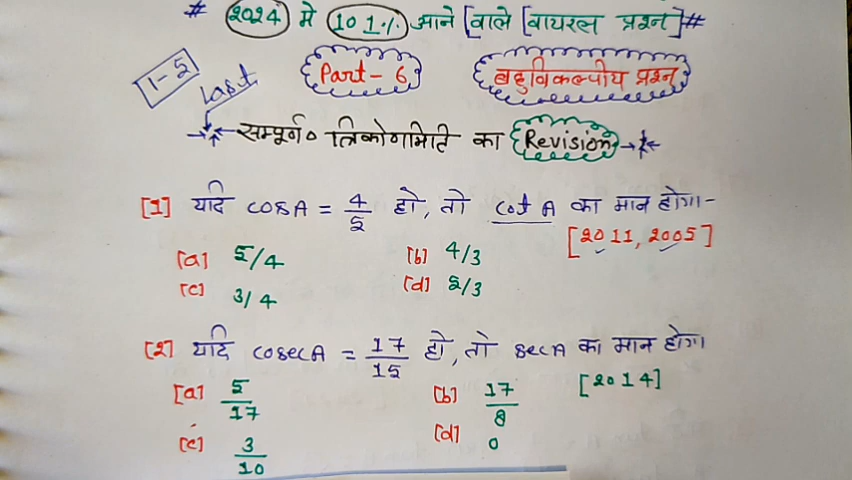 # 2024 मे 101% आने [वाले [वायरल प्रश्न] #
1-5 Part-6 बहुविकल्पीय प्रश्न
Last
सम्पूर्ण० त्रिकोणमिति का Revision
[1] यदि cosA = 4/5 हो, तो cot A का मान होगा-
[2011, 2005]
[a] 5/4 [b] 4/3
[c] 3/4 [d] 5/3
[2] यदि cosecA = 17/15 हो, तो secA का मान होगा
[2014]
[a] 5/17 [b] 17/8
[c] 3/10 [d] 0